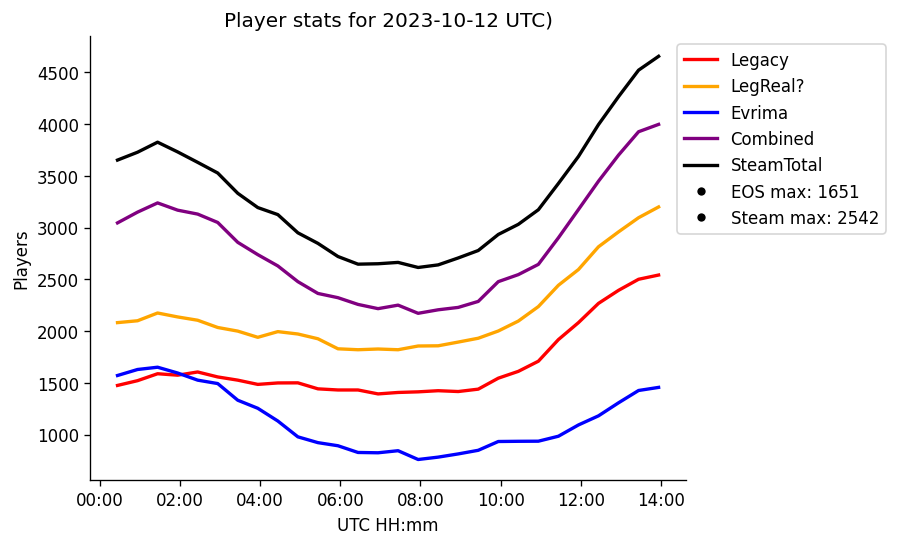 Player stats for 2023-10-12 UTC)
Players
4500
4000
3500
3000
2500
2000
1500
1000
00:00 02:00 04:00 06:00 08:00 10:00 12:00 14:00
UTC HH:mm
Legacy
LegReal?
Evrima
Combined
SteamTotal
EOS max: 1651
Steam max: 2542